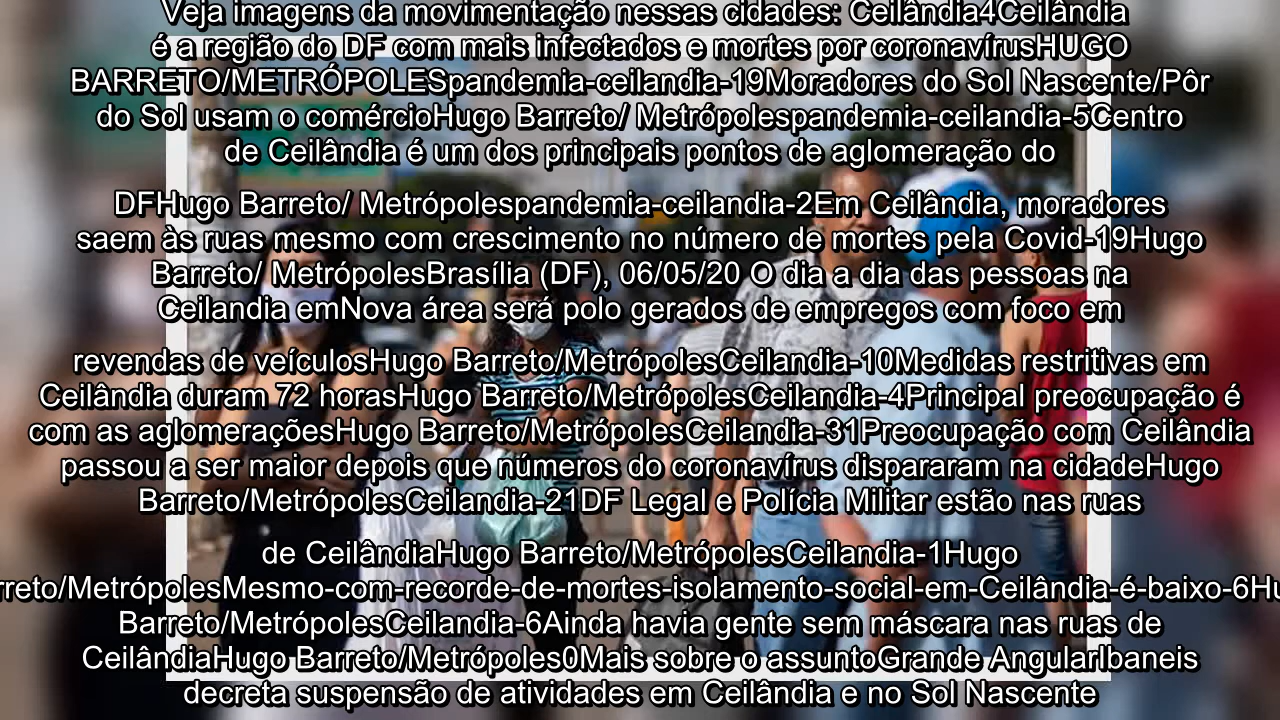 Veja imagens da movimentação nessas cidades: Ceilândia4Ceilândia
é a região do DF com mais infectados e mortes por coronavírusHUGO
BARRETO/METRÓPOLESpandemia-ceilandia-19Moradores do Sol Nascente/Pôr
do Sol usam o comércioHugo Barreto/ Metrópolespandemia-ceilandia-5Centro
de Ceilândia é um dos principais pontos de aglomeração do
DFHugo Barreto/ Metrópolespandemia-ceilandia-2Em Ceilândia, moradores
saem às ruas mesmo com crescimento no número de mortes pela Covid-19Hugo
Barreto/ MetrópolesBrasília (DF), 06/05/20 O dia a dia das pessoas na
Ceilandia emNova área será polo gerados de empregos com foco em
revendas de veículosHugo Barreto/MetrópolesCeilandia-10Medidas restritivas em
Ceilândia duram 72 horasHugo Barreto/MetrópolesCeilandia-4Principal preocupação é
com as aglomeraçõesHugo Barreto/MetrópolesCeilandia-31Preocupação com Ceilândia
passou a ser maior depois que números do coronavírus dispararam na cidadeHugo
Barreto/MetrópolesCeilandia-21DF Legal e Polícia Militar estão nas ruas
de CeilândiaHugo Barreto/MetrópolesCeilandia-1Hugo
rreto/MetrópolesMesmo-com-recorde-de-mortes-isolamento-social-em-Ceilândia-é-baixo-6Hu
Barreto/MetrópolesCeilandia-6Ainda havia gente sem máscara nas ruas de
CeilândiaHugo Barreto/Metrópoles0Mais sobre o assuntoGrande AngularIbaneis
decreta suspensão de atividades em Ceilândia e no Sol Nascente